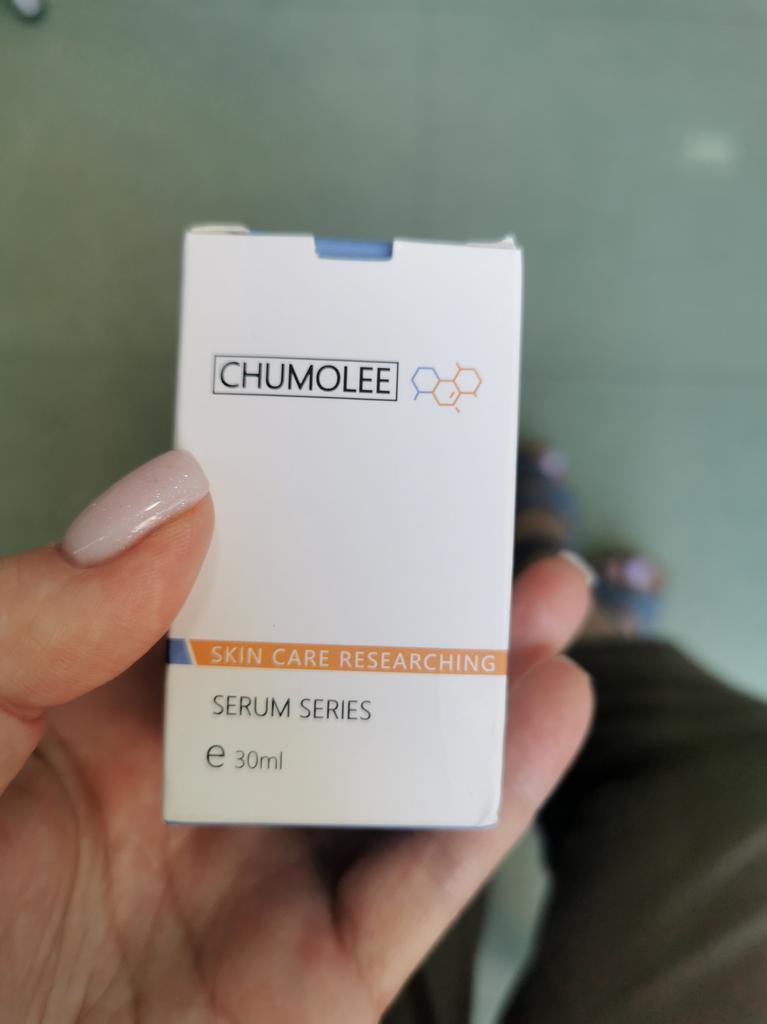 CHUMOLEE
SKIN CARE RESEARCHING
SERUM SERIES
e 30ml